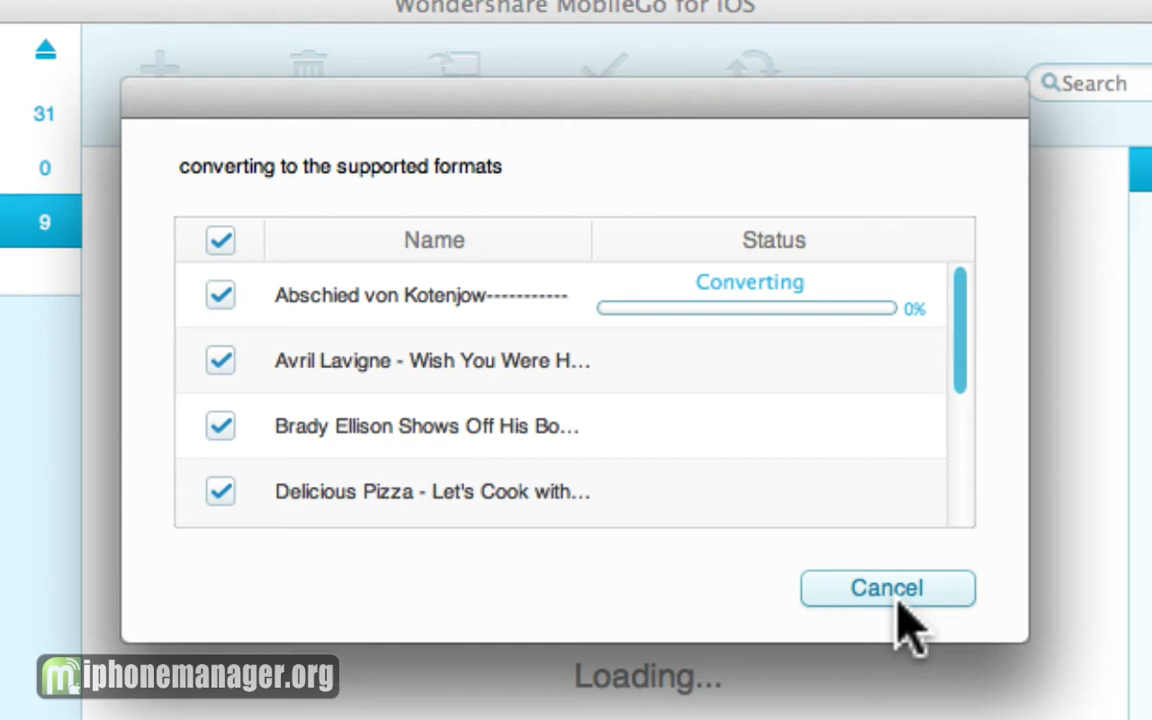 Wondershare MobileGo for iOS
31
Search
0
converting to the supported formats
9
Name
Status
Abschied von Kotenjow-----------
Converting
0%
Avril Lavigne - Wish You Were H...
Brady Ellison Shows Off His Bo...
Delicious Pizza - Let's Cook with...
Cancel
Loading...
m iphonemanager.org